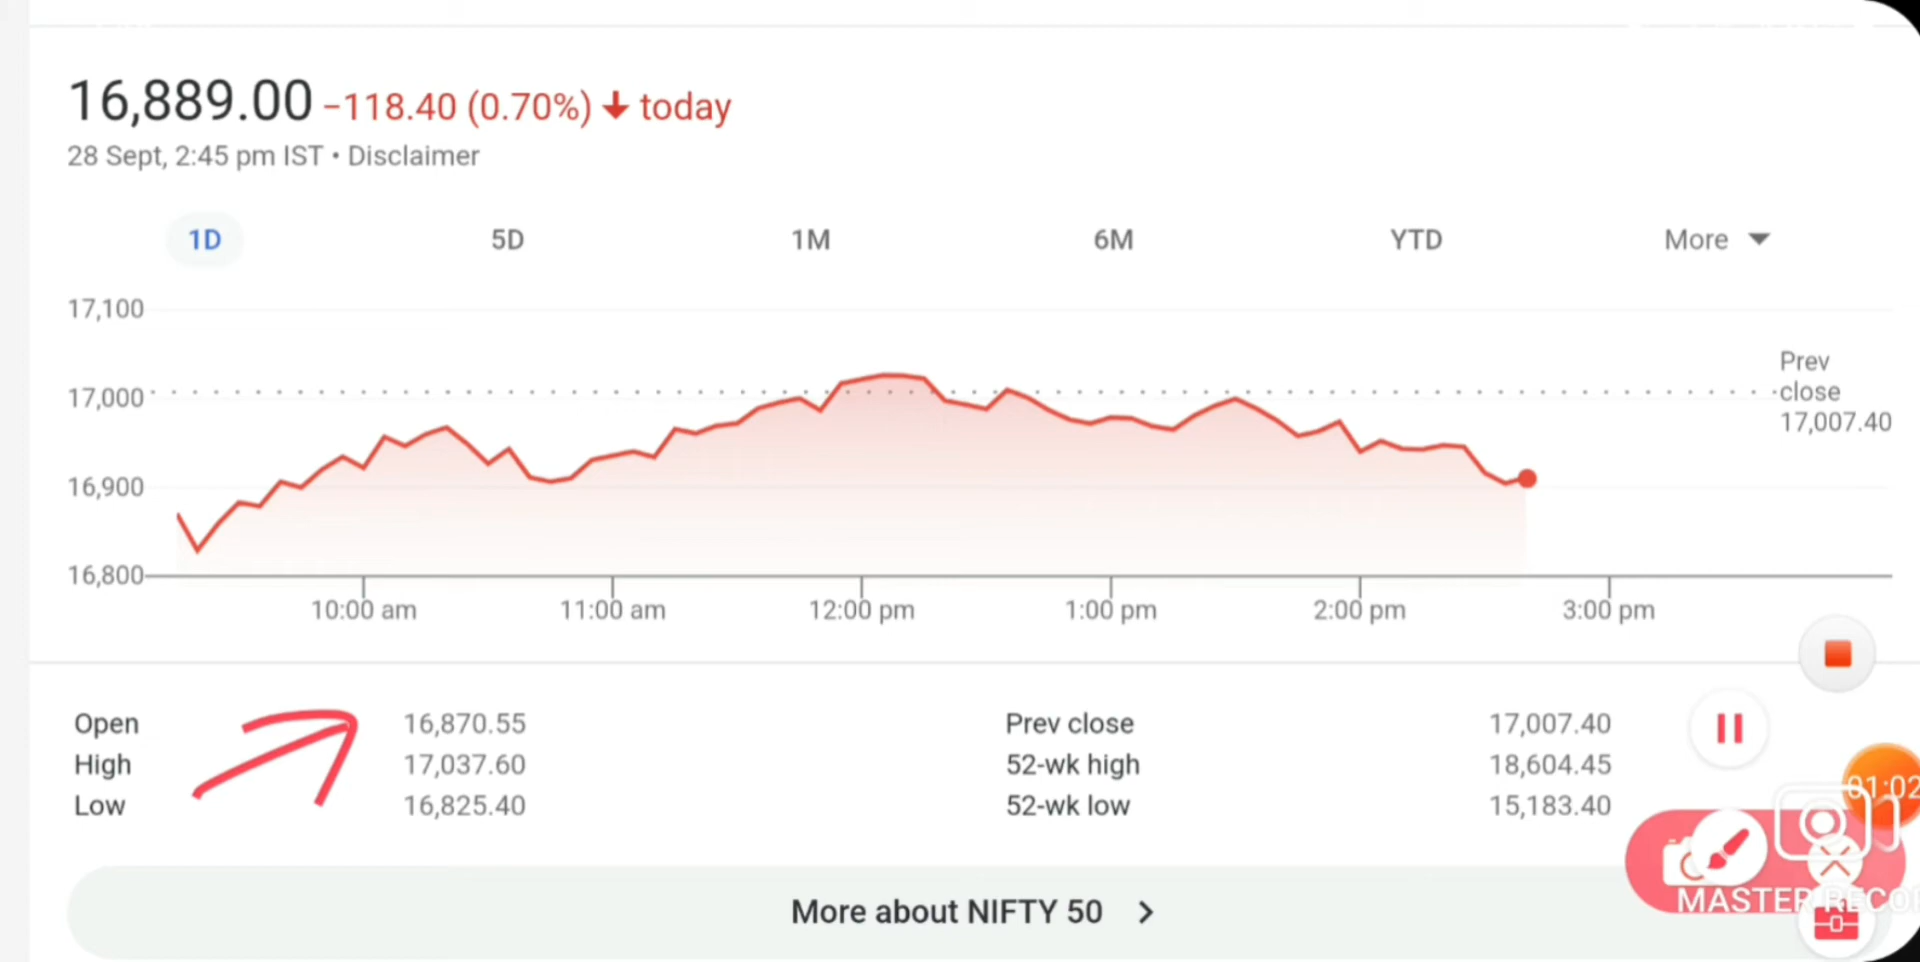 16,889.00 −118.40 (0.70%) ↓ today
28 Sept, 2:45 pm IST • Disclaimer
1D 5D 1M 6M YTD More
17,100
17,000
16,900
16,800
Prev
close
17,007.40
10:00 am 11:00 am 12:00 pm 1:00 pm 2:00 pm 3:00 pm
Open 16,870.55 Prev close 17,007.40
High 17,037.60 52-wk high 18,604.45
Low 16,825.40 52-wk low 15,183.40
01:02
MASTER
More about NIFTY 50